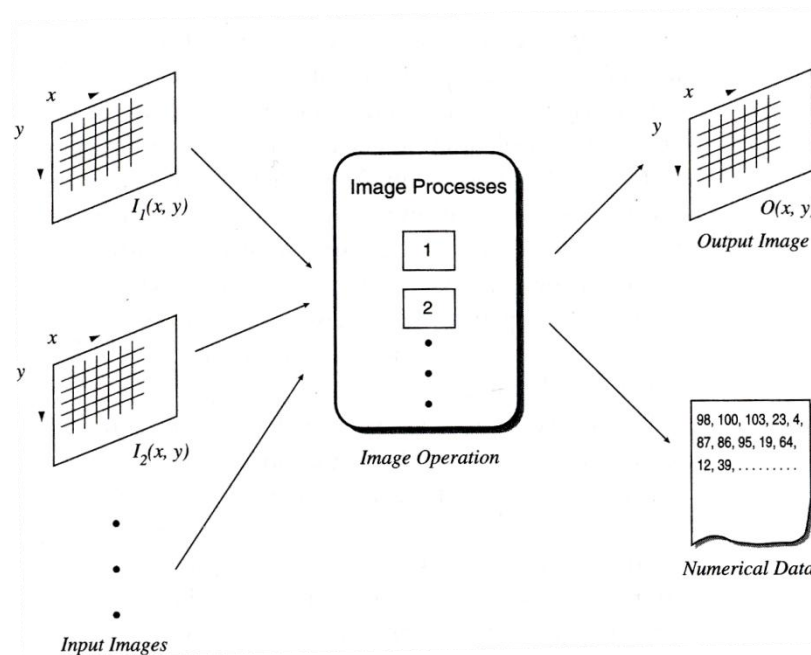 x
y
I1(x, y)
x
y
I2(x, y)
Input Images
Image Processes
1
2
Image Operation
x
y
O(x, y
Output Image
98, 100, 103, 23, 4,
87, 86, 95, 19, 64,
12, 39, . . . . . . . . .
Numerical Data